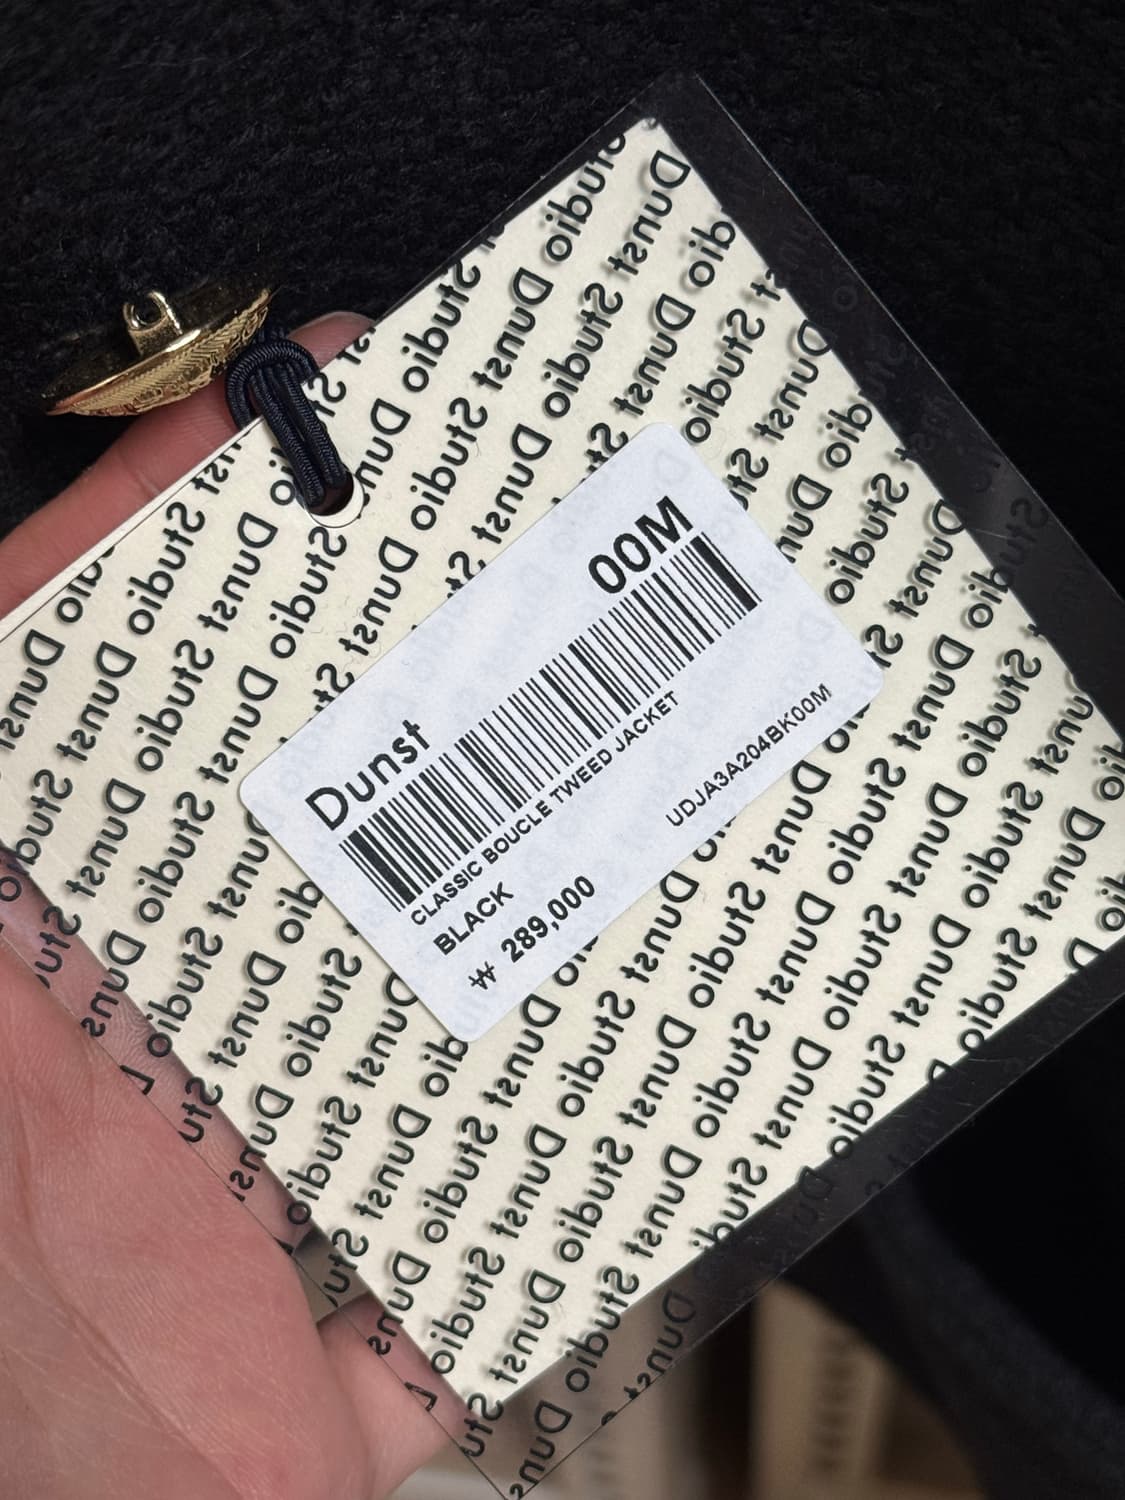 Dunst
00M
CLASSIC BOUCLE TWEED JACKET
BLACK
UDJA3A204BK00M
₩ 289,000
Dunst Studio Dunst Studio Dunst Studio